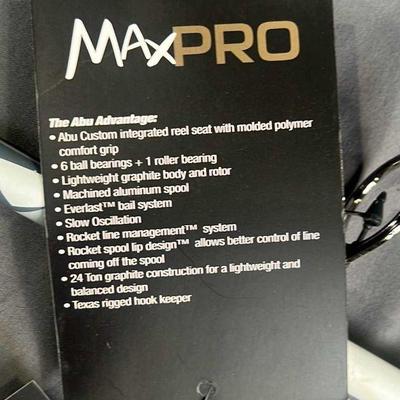 MAXPRO
The Abu Advantage:
• Abu Custom integrated reel seat with molded polymer
comfort grip
• 6 ball bearings + 1 roller bearing
• Lightweight graphite body and rotor
• Machined aluminum spool
• Everlast™ bail system
• Slow Oscillation
• Rocket line management™ system
• Rocket spool lip design™ allows better control of line
coming off the spool
• 24 Ton graphite construction for a lightweight and
balanced design
• Texas rigged hook keeper